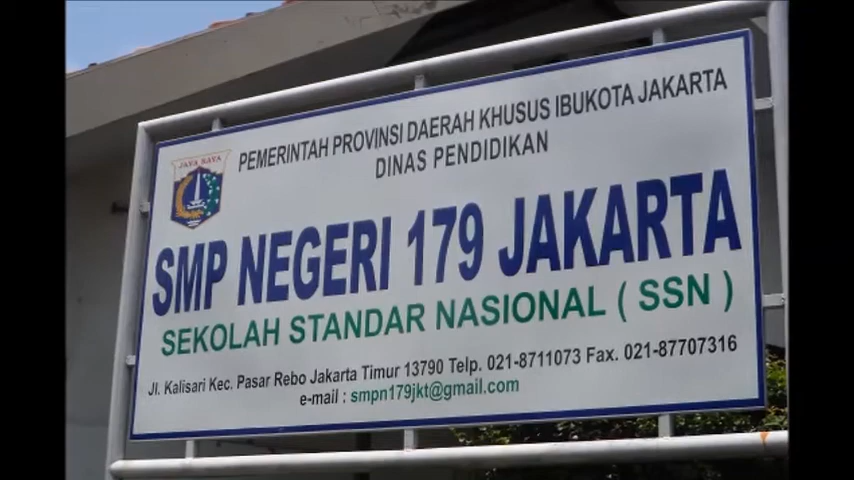 PEMERINTAH PROVINSI DAERAH KHUSUS IBUKOTA JAKARTA
DINAS PENDIDIKAN
JAYA RAYA
SMP NEGERI 179 JAKARTA
SEKOLAH STANDAR NASIONAL ( SSN )
Jl. Kalisari Kec. Pasar Rebo Jakarta Timur 13790 Telp. 021-8711073 Fax. 021-87707316
e-mail : smpn179jkt@gmail.com